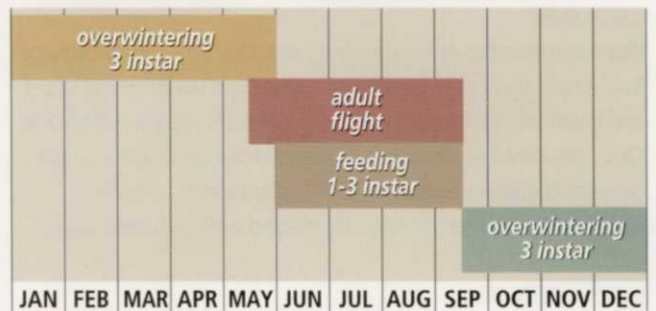 overwintering
3 instar
adult
flight
feeding
1-3 instar
overwintering
3 instar
JAN FEB MAR APR MAY JUN JUL AUG SEP OCT NOV DEC